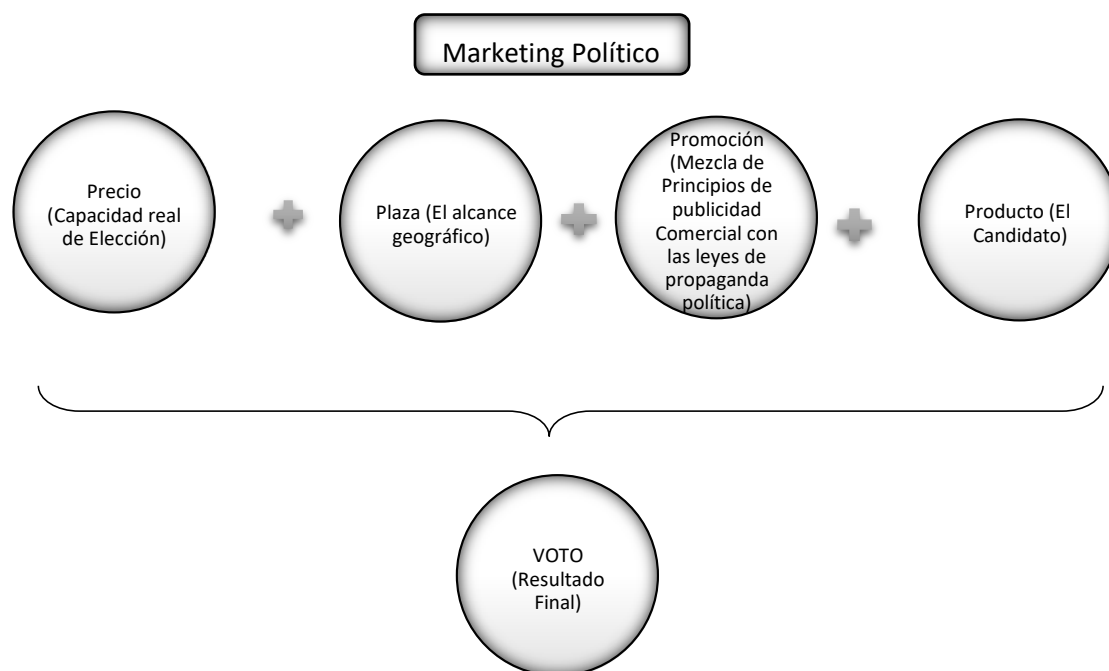 Marketing Político
Precio
(Capacidad real
de Elección)
Plaza (El alcance
geográfico)
Promoción
(Mezcla de
Principios de
publicidad
Comercial con
las leyes de
propaganda
política)
Producto (El
Candidato)
VOTO
(Resultado
Final)